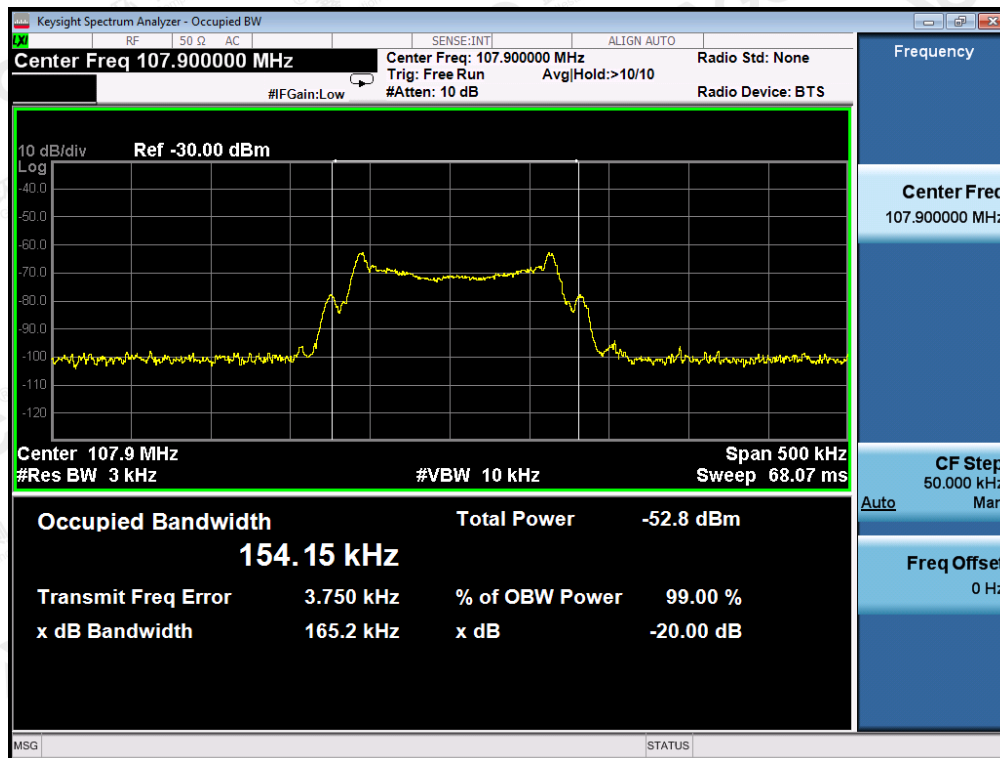 Keysight Spectrum Analyzer - Occupied BW
LXI RF 50 Ω AC SENSE:INT ALIGN AUTO
Center Freq 107.900000 MHz
#IFGain:Low
Center Freq: 107.900000 MHz
Trig: Free Run Avg|Hold:>10/10
#Atten: 10 dB
Radio Std: None
Radio Device: BTS
10 dB/div Ref -30.00 dBm
Log
-40.0
-50.0
-60.0
-70.0
-80.0
-90.0
-100
-110
-120
Center 107.9 MHz Span 500 kHz
#Res BW 3 kHz #VBW 10 kHz Sweep 68.07 ms
Occupied Bandwidth Total Power -52.8 dBm
154.15 kHz
Transmit Freq Error 3.750 kHz % of OBW Power 99.00 %
x dB Bandwidth 165.2 kHz x dB -20.00 dB
Frequency
Center Freq
107.900000 MHz
CF Step
50.000 kHz
Auto Man
Freq Offset
0 Hz
MSG STATUS